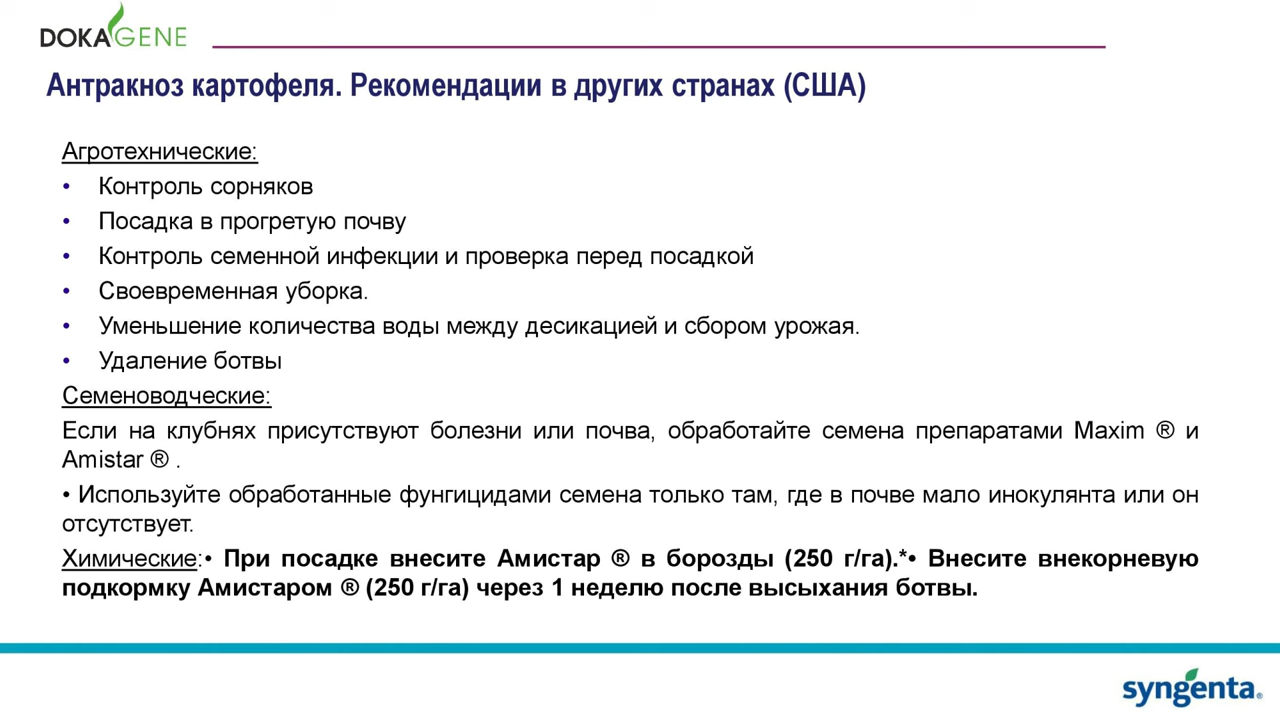 DOKAGENE
Антракноз картофеля. Рекомендации в других странах (США)
Агротехнические:
• Контроль сорняков
• Посадка в прогретую почву
• Контроль семенной инфекции и проверка перед посадкой
• Своевременная уборка.
• Уменьшение количества воды между десикацией и сбором урожая.
• Удаление ботвы
Семеноводческие:
Если на клубнях присутствуют болезни или почва, обработайте семена препаратами Maxim ® и
Amistar ® .
• Используйте обработанные фунгицидами семена только там, где в почве мало инокулянта или он
отсутствует.
Химические:• При посадке внесите Амистар ® в борозды (250 г/га).*• Внесите внекорневую
подкормку Амистаром ® (250 г/га) через 1 неделю после высыхания ботвы.
syngenta®